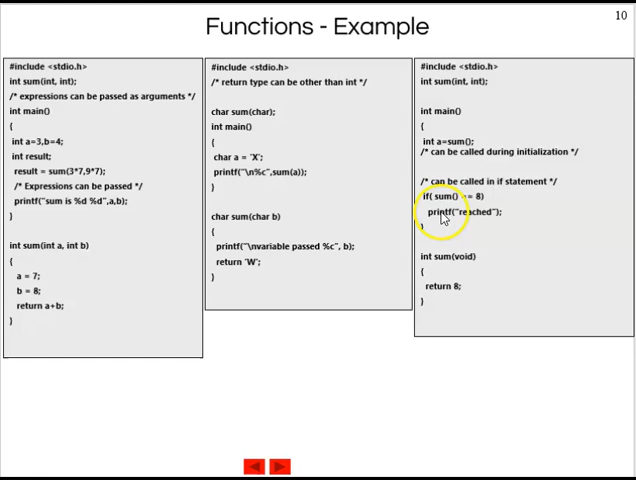 10
Functions - Example
#include <stdio.h>
int sum(int, int);
/* expressions can be passed as arguments */
int main()
{
int a=3,b=4;
int result;
result = sum(3*7,9*7);
/* Expressions can be passed */
printf("sum is %d %d",a,b);
}
int sum(int a, int b)
{
a = 7;
b = 8;
return a+b;
}
#include <stdio.h>
/* return type can be other than int */
char sum(char);
int main()
{
char a = 'X';
printf("\n%c",sum(a));
}
char sum(char b)
{
printf("\nvariable passed %c", b);
return 'W';
}
#include <stdio.h>
int sum(int, int);
int main()
{
int a=sum();
/* can be called during initialization */
/* can be called in if statement */
if( sum() == 8)
printf("reached");
}
int sum(void)
{
return 8;
}